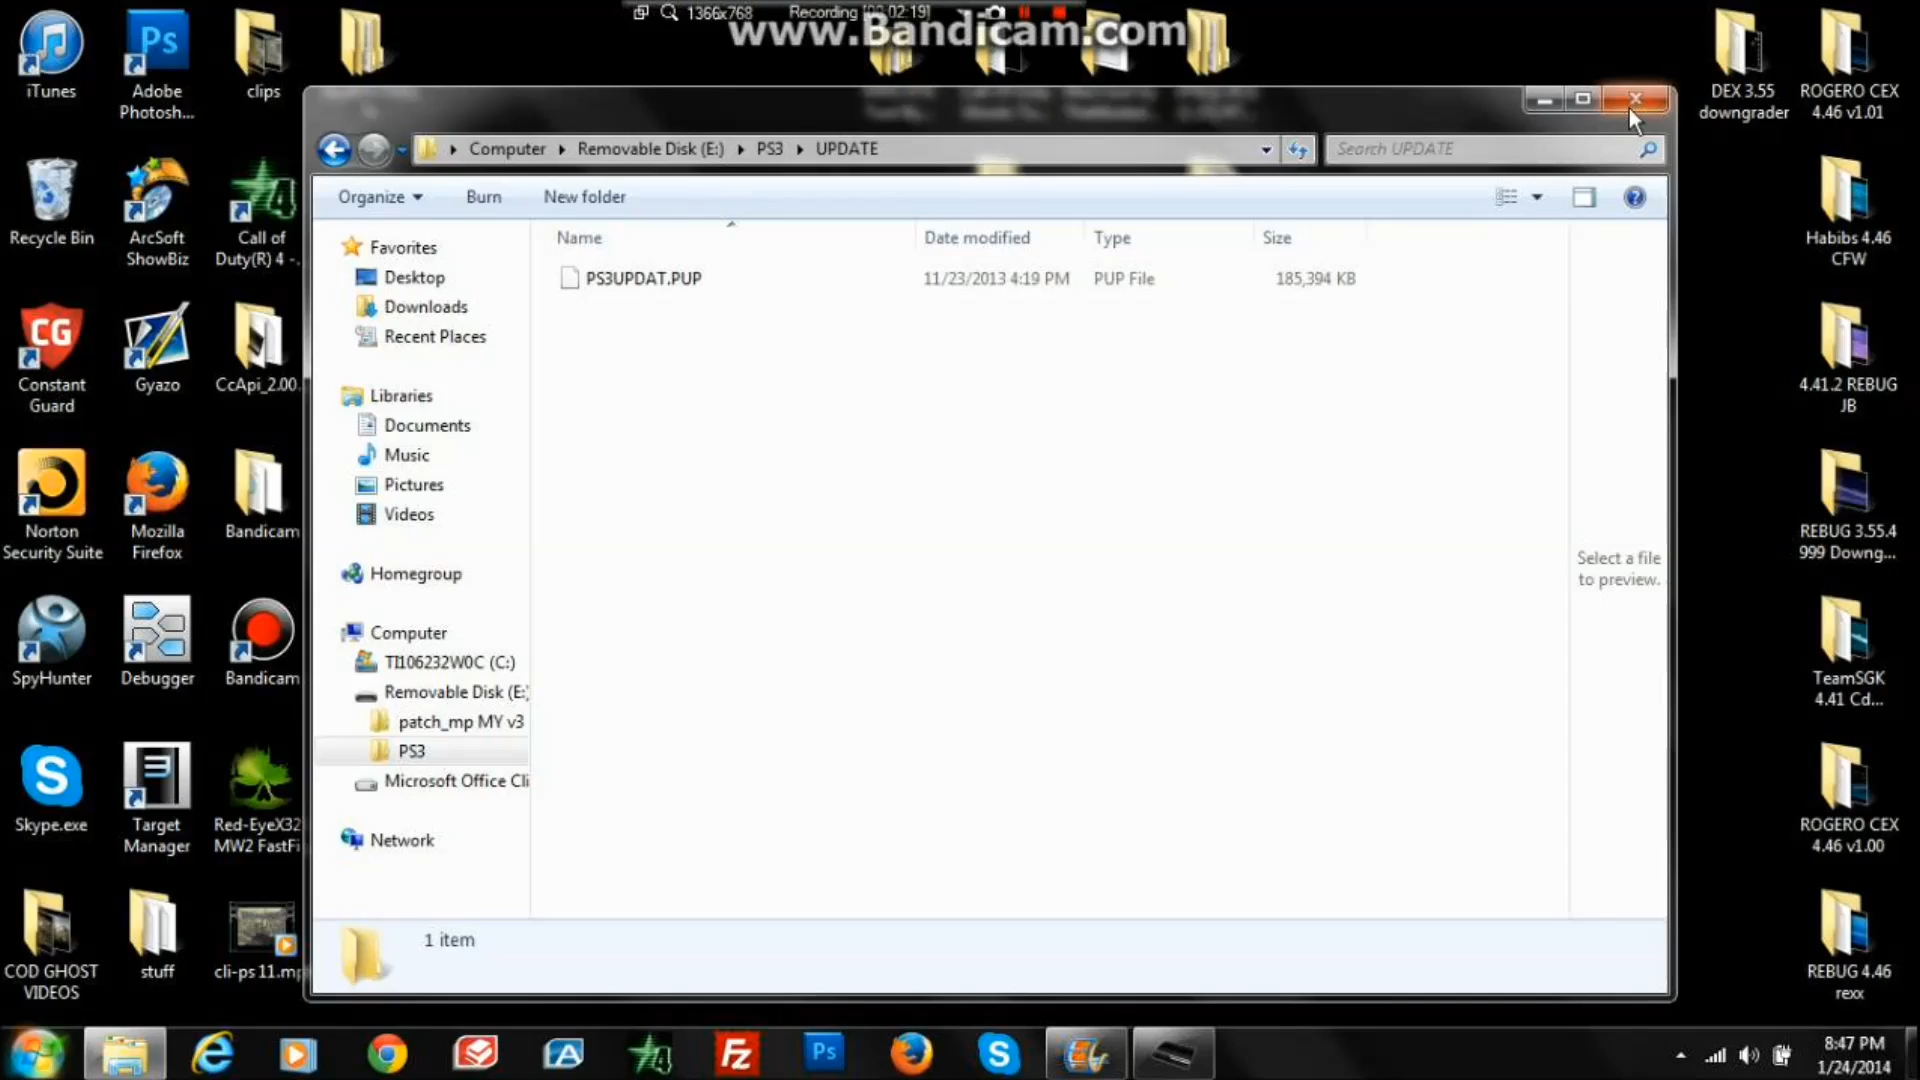 1366x768 Recording [00:02:19]
www.Bandicam.com
iTunes
Adobe
Photosh...
clips
DEX 3.55
downgrader
ROGERO CEX
4.46 v1.01
Computer Removable Disk (E:) PS3 UPDATE
Search UPDATE
Organize Burn New folder
Recycle Bin
ArcSoft
ShowBiz
Call of
Duty(R) 4 -...
Habibs 4.46
CFW
Name Date modified Type Size
PS3UPDAT.PUP 11/23/2013 4:19 PM PUP File 185,394 KB
Favorites
Desktop
Downloads
Recent Places
Libraries
Documents
Music
Pictures
Videos
Homegroup
Computer
TI106232W0C (C:)
Removable Disk (E:)
patch_mp MY v3
PS3
Microsoft Office Cli
Network
Select a file
to preview.
1 item
CG
Constant
Guard
Gyazo
CcApi_2.00.
4.41.2 REBUG
JB
Norton
Security Suite
Mozilla
Firefox
Bandicam
REBUG 3.55.4
999 Downg...
SpyHunter
Debugger
Bandicam
TeamSGK
4.41 Cd...
Skype.exe
Target
Manager
Red-EyeX32
MW2 FastFi
ROGERO CEX
4.46 v1.00
COD GHOST
VIDEOS
stuff
cli-ps 11.mp
REBUG 4.46
rexx
8:47 PM
1/24/2014